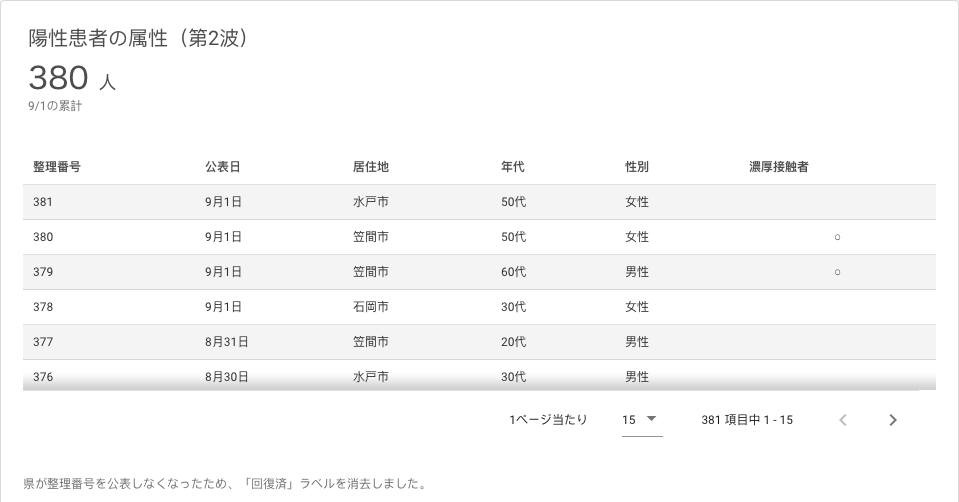 陽性患者の属性（第2波）
380 人
9/1の累計
整理番号 公表日 居住地 年代 性別 濃厚接触者
381 9月1日 水戸市 50代 女性
380 9月1日 笠間市 50代 女性 ○
379 9月1日 笠間市 60代 男性 ○
378 9月1日 石岡市 30代 女性
377 8月31日 笠間市 20代 男性
376 8月30日 水戸市 30代 男性
1ページ当たり 15 381 項目中 1 - 15
県が整理番号を公表しなくなったため、「回復済」ラベルを消去しました。